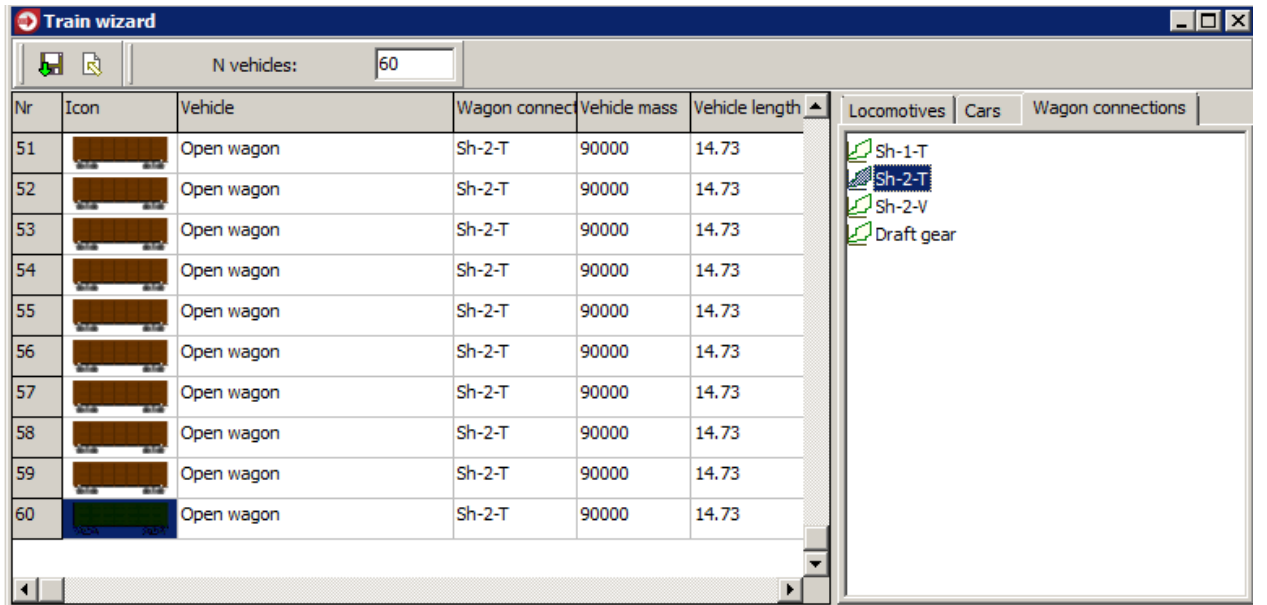 Train wizard
N vehicles: 60
Nr Icon Vehicle Wagon connect Vehicle mass Vehicle length
51 Open wagon Sh-2-T 90000 14.73
52 Open wagon Sh-2-T 90000 14.73
53 Open wagon Sh-2-T 90000 14.73
54 Open wagon Sh-2-T 90000 14.73
55 Open wagon Sh-2-T 90000 14.73
56 Open wagon Sh-2-T 90000 14.73
57 Open wagon Sh-2-T 90000 14.73
58 Open wagon Sh-2-T 90000 14.73
59 Open wagon Sh-2-T 90000 14.73
60 Open wagon Sh-2-T 90000 14.73
Locomotives Cars Wagon connections
Sh-1-T
Sh-2-T
Sh-2-V
Draft gear